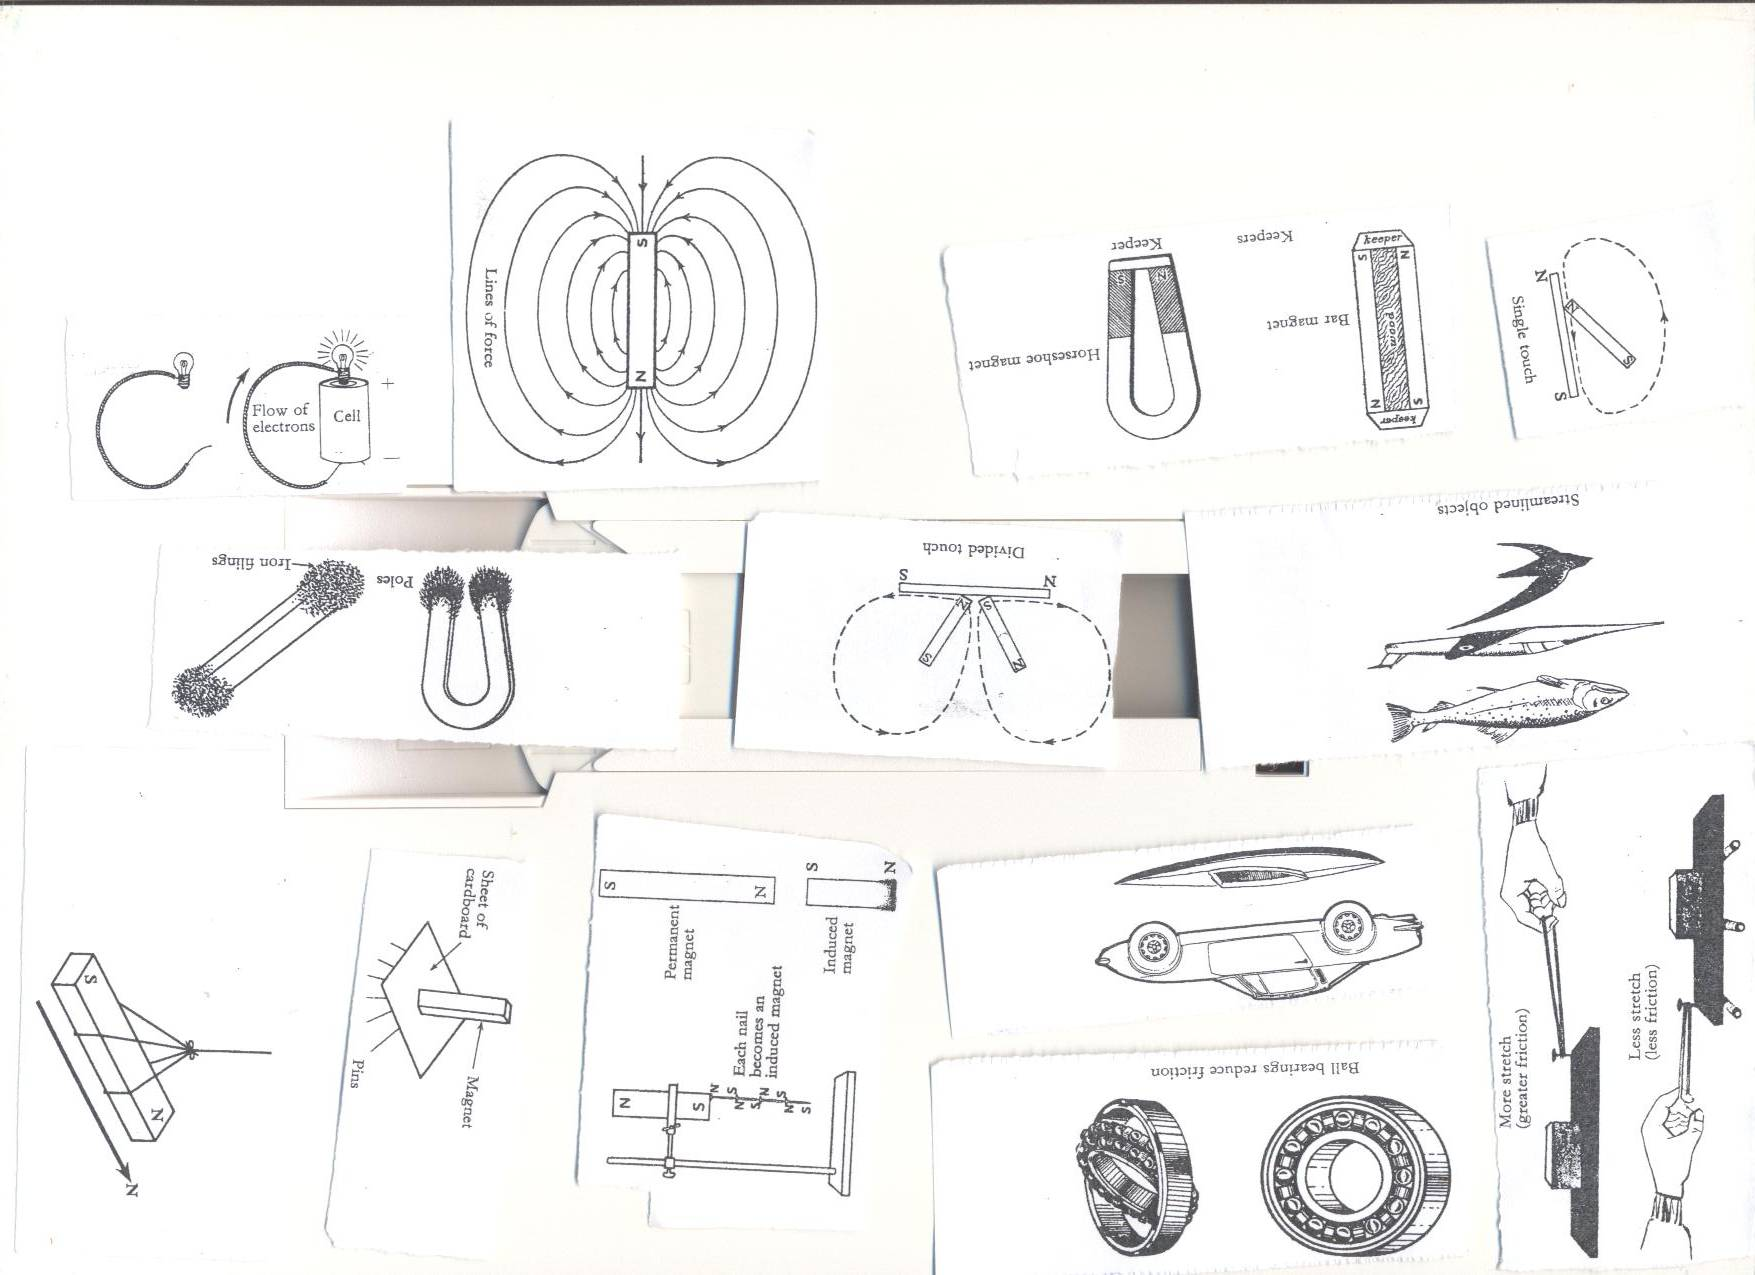 Flow of
electrons
Cell
+
–
Lines of force
S
N
Keeper
S
N
Horseshoe magnet
Keepers
Bar magnet
keeper
S
N
wood
N
S
keeper
Single touch
N
S
N
S
Iron filings
Poles
Divided touch
S
N
N
S
S
N
Streamlined objects
S
N
N
Sheet of
cardboard
Magnet
Pins
S
N
Permanent
magnet
S
N
Induced
magnet
Each nail
becomes an
induced magnet
N
S
N
S
N
S
N
S
N
S
Ball bearings reduce friction
More stretch
(greater friction)
Less stretch
(less friction)